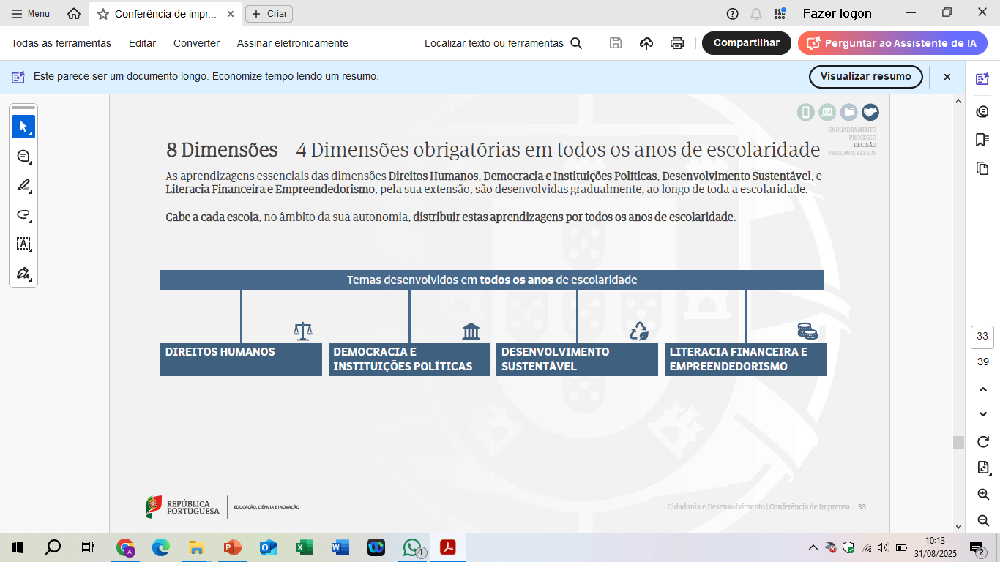 Menu
Conferência de impr...
Criar
Fazer logon
Todas as ferramentas
Editar
Converter
Assinar eletronicamente
Localizar texto ou ferramentas
Compartilhar
Perguntar ao Assistente de IA
Este parece ser um documento longo. Economize tempo lendo um resumo.
Visualizar resumo
ENQUADRAMENTO
PROCESSO
DECISÃO
PRÓXIMOS PASSOS
8 Dimensões – 4 Dimensões obrigatórias em todos os anos de escolaridade
As aprendizagens essenciais das dimensões Direitos Humanos, Democracia e Instituições Políticas, Desenvolvimento Sustentável, e
Literacia Financeira e Empreendedorismo, pela sua extensão, são desenvolvidas gradualmente, ao longo de toda a escolaridade.
Cabe a cada escola, no âmbito da sua autonomia, distribuir estas aprendizagens por todos os anos de escolaridade.
Temas desenvolvidos em todos os anos de escolaridade
DIREITOS HUMANOS
DEMOCRACIA E
INSTITUIÇÕES POLÍTICAS
DESENVOLVIMENTO
SUSTENTÁVEL
LITERACIA FINANCEIRA E
EMPREENDEDORISMO
33
39
REPÚBLICA
PORTUGUESA
EDUCAÇÃO, CIÊNCIA E INOVAÇÃO
Cidadania e Desenvolvimento | Conferência de Imprensa 33
A
1
10:13
31/08/2025
2